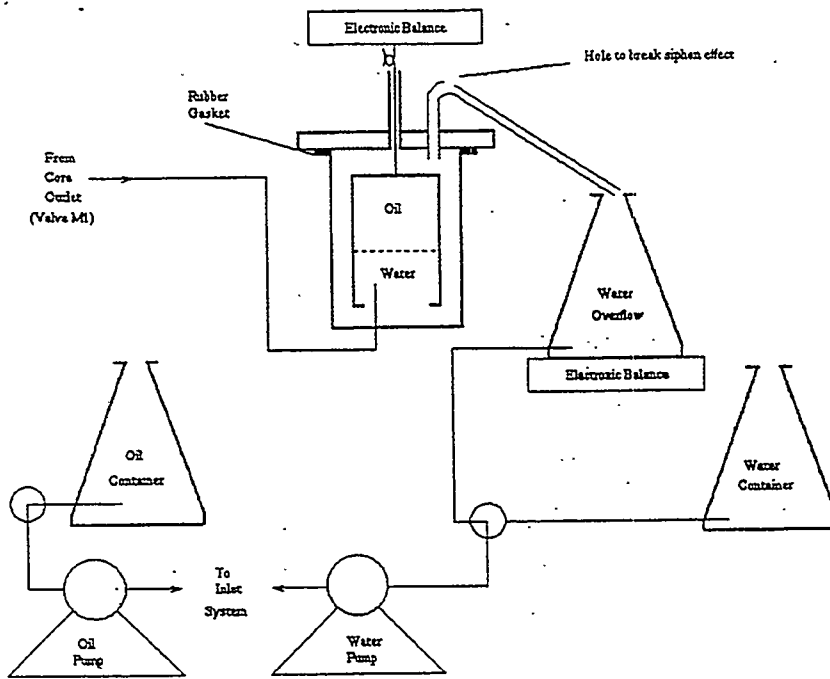 Electronic Balance
Hole to break siphen effect
Rubber
Gasket
From
Core
Outlet
(Valve M1)
Oil
Water
Water
Overflow
Electronic Balance
Oil
Container
Water
Container
To
Inlet
System
Oil
Pump
Water
Pump